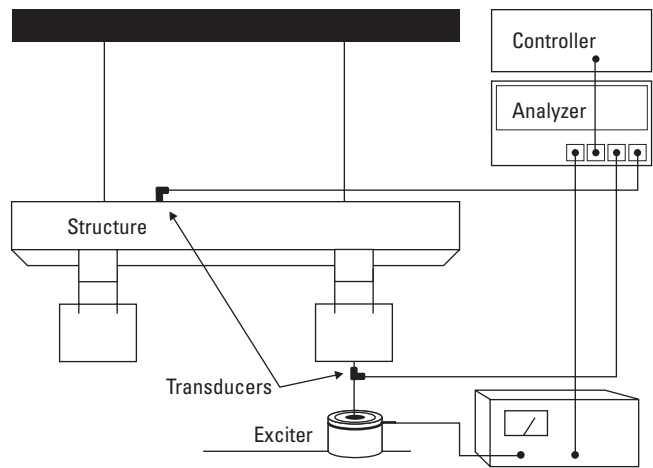 Controller
Analyzer
Structure
Transducers
Exciter